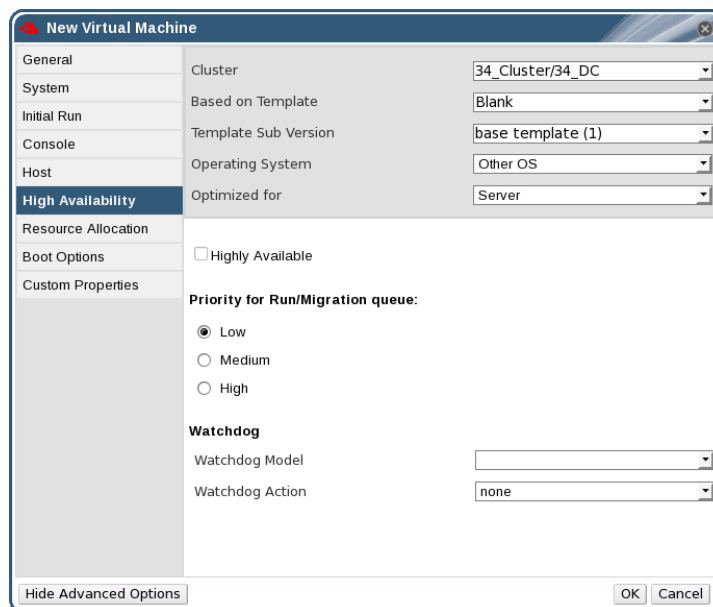 New Virtual Machine
General
System
Initial Run
Console
Host
High Availability
Resource Allocation
Boot Options
Custom Properties
Cluster 34_Cluster/34_DC
Based on Template Blank
Template Sub Version base template (1)
Operating System Other OS
Optimized for Server
Highly Available
Priority for Run/Migration queue:
Low
Medium
High
Watchdog
Watchdog Model
Watchdog Action none
Hide Advanced Options OK Cancel